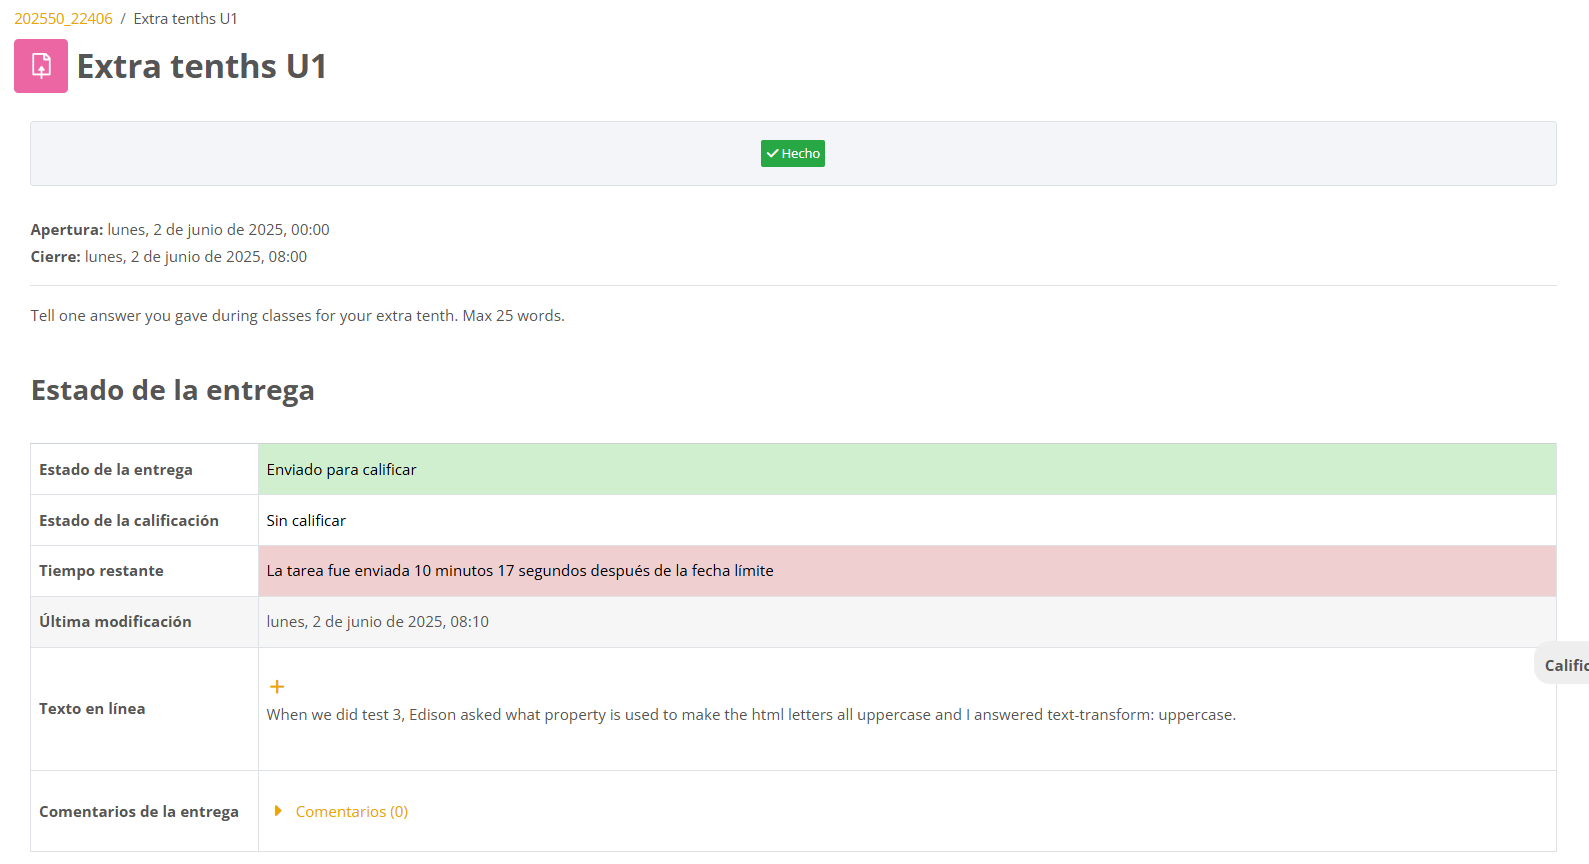 202550_22406 / Extra tenths U1
Extra tenths U1
Hecho
Apertura: lunes, 2 de junio de 2025, 00:00
Cierre: lunes, 2 de junio de 2025, 08:00
Tell one answer you gave during classes for your extra tenth. Max 25 words.
Estado de la entrega
Estado de la entrega Enviado para calificar
Estado de la calificación Sin calificar
Tiempo restante La tarea fue enviada 10 minutos 17 segundos después de la fecha límite
Última modificación lunes, 2 de junio de 2025, 08:10
Calific
Texto en línea When we did test 3, Edison asked what property is used to make the html letters all uppercase and I answered text-transform: uppercase.
Comentarios de la entrega Comentarios (0)